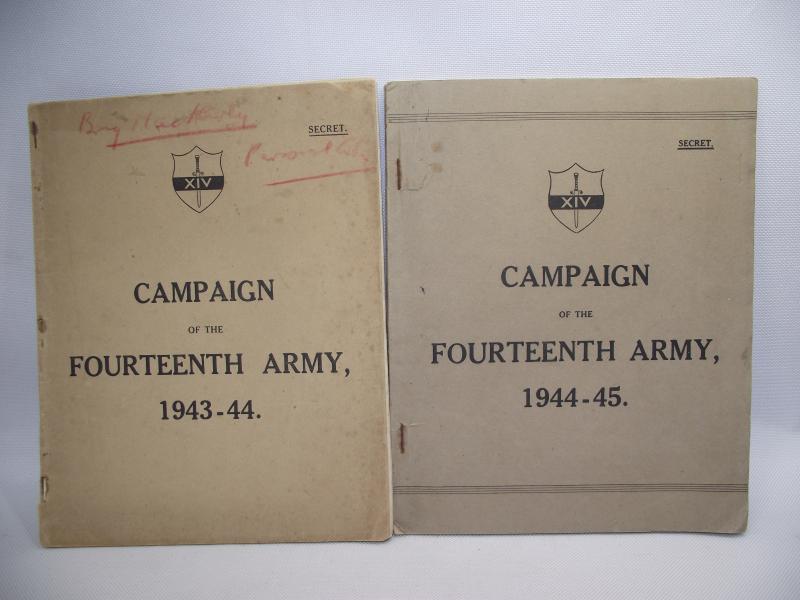 SECRET.
XIV
CAMPAIGN
OF THE
FOURTEENTH ARMY,
1943-44.
SECRET.
XIV
CAMPAIGN
OF THE
FOURTEENTH ARMY,
1944-45.